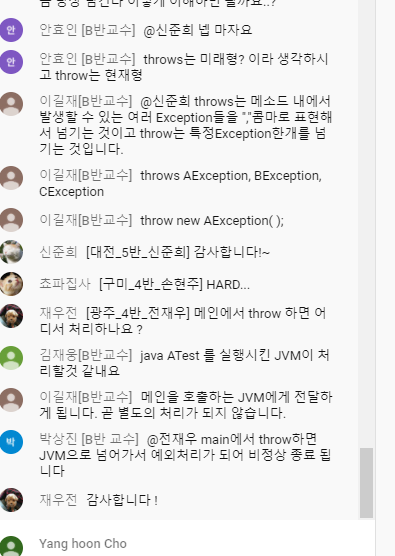 안 안효인 [B반교수] @신준희 넵 마자요
안 안효인 [B반교수] throws는 미래형? 이라 생각하시
고 throw는 현재형
이길재[B반교수] @신준희 throws는 메소드 내에서
발생할 수 있는 여러 Exception들을 ","콤마로 표현해
서 넘기는 것이고 throw는 특정Exception한개를 넘
기는 것입니다.
이길재[B반교수] throws AException, BException,
CException
이길재[B반교수] throw new AException( );
신준희 [대전_5반_신준희] 감사합니다!~
초파집사 [구미_4반_손현주] HARD...
재우전 [광주_4반_전재우] 메인에서 throw 하면 어
디서 처리하나요 ?
김재웅[B반교수] java ATest 를 실행시킨 JVM이 처
리할것 같내요
이길재[B반교수] 메인을 호출하는 JVM에게 전달하
게 됩니다. 곧 별도의 처리가 되지 않습니다.
박 박상진 [B반 교수] @전재우 main에서 throw하면
JVM으로 넘어가서 예외처리가 되어 비정상 종료 됩
니다
재우전 감사합니다 !
Yang hoon Cho